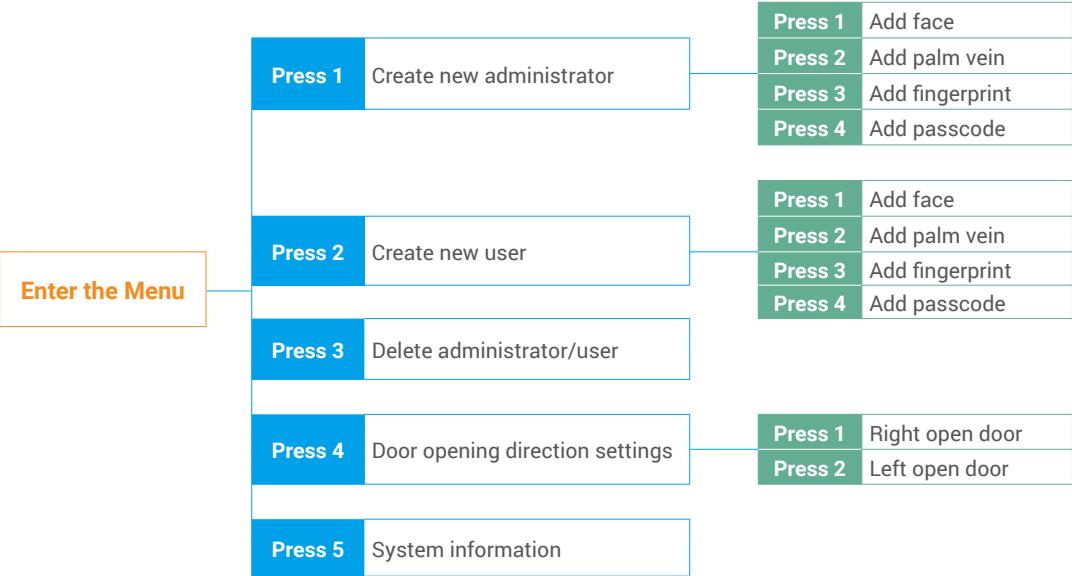 Enter the Menu
Press 1 Create new administrator
Press 1 Add face
Press 2 Add palm vein
Press 3 Add fingerprint
Press 4 Add passcode
Press 2 Create new user
Press 1 Add face
Press 2 Add palm vein
Press 3 Add fingerprint
Press 4 Add passcode
Press 3 Delete administrator/user
Press 4 Door opening direction settings
Press 1 Right open door
Press 2 Left open door
Press 5 System information